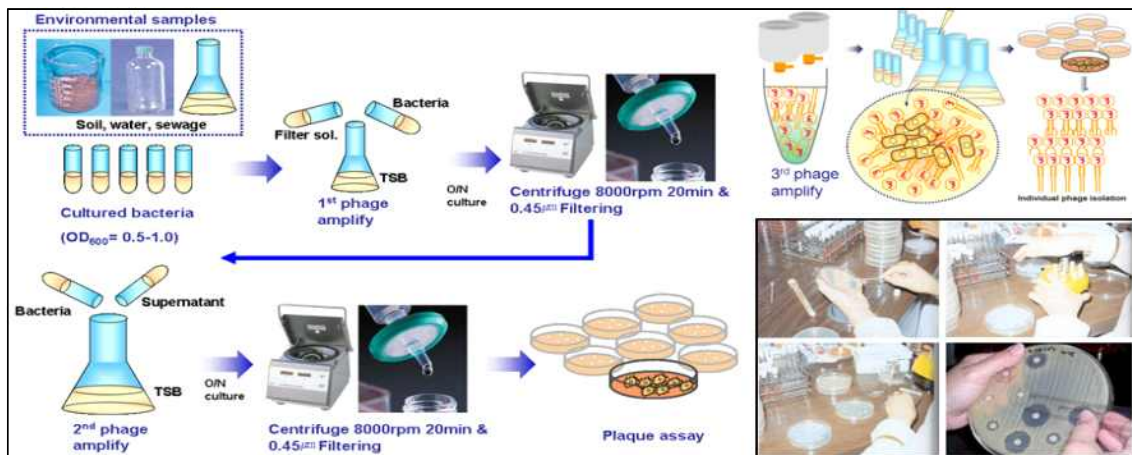 Environmental samples
Soil, water, sewage
Cultured bacteria
(OD600= 0.5-1.0)
Filter sol.
Bacteria
TSB
1st phage
amplify
O/N
culture
Centrifuge 8000rpm 20min &
0.45㎛ Filtering
Bacteria
Supernatant
TSB
2nd phage
amplify
O/N
culture
Centrifuge 8000rpm 20min &
0.45㎛ Filtering
Plaque assay
3rd phage
amplify
Individual phage isolation